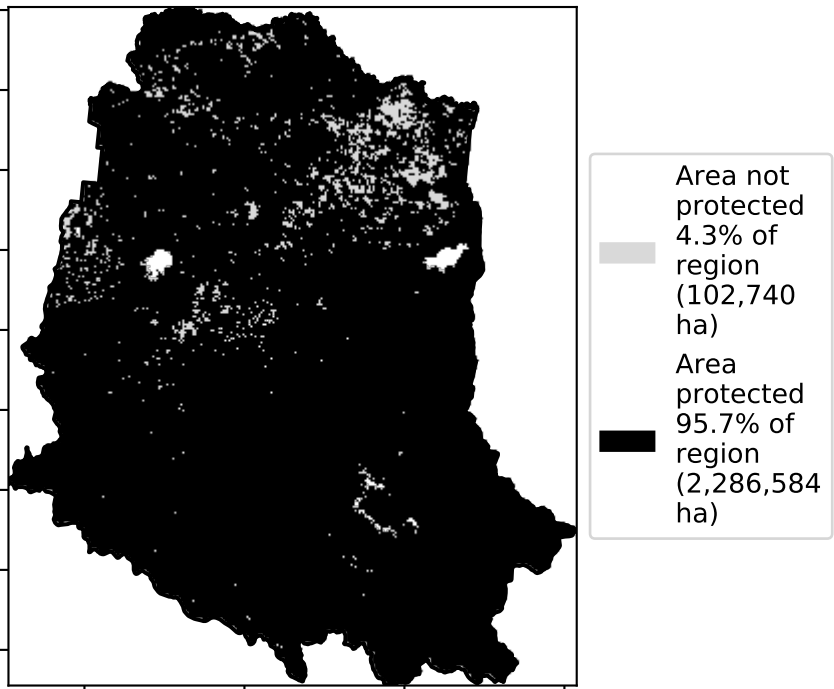 Area not
protected
4.3% of
region
(102,740
ha)
Area
protected
95.7% of
region
(2,286,584
ha)